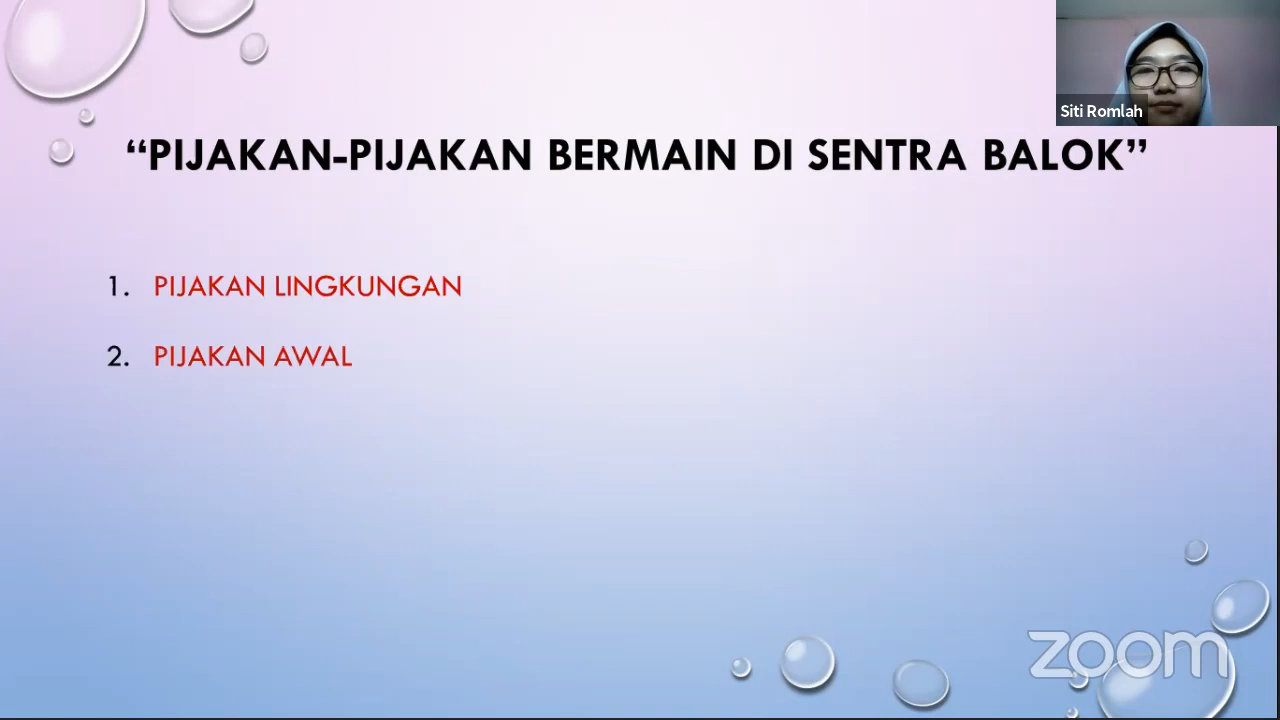 Siti Romlah
“PIJAKAN-PIJAKAN BERMAIN DI SENTRA BALOK”
1. PIJAKAN LINGKUNGAN
2. PIJAKAN AWAL
zoom